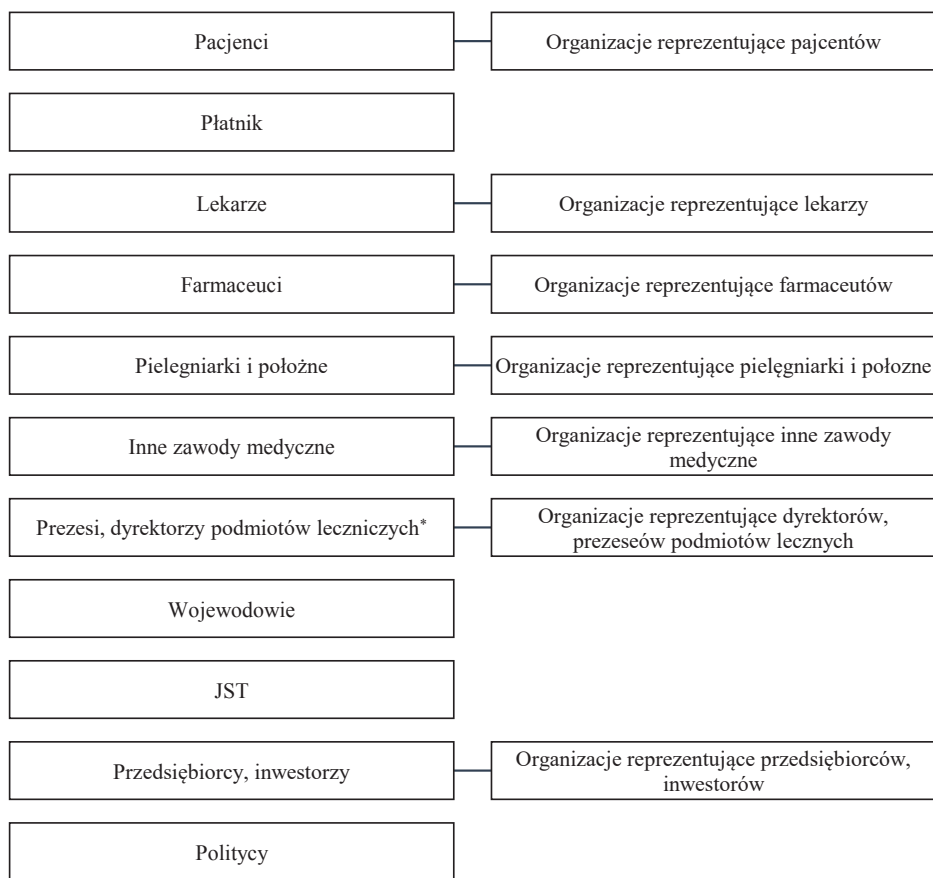 Pacjenci
Organizacje reprezentujące pajcentów
Płatnik
Lekarze
Organizacje reprezentujące lekarzy
Farmaceuci
Organizacje reprezentujące farmaceutów
Pielegniarki i położne
Organizacje reprezentujące pielęgniarki i połozne
Inne zawody medyczne
Organizacje reprezentujące inne zawody
medyczne
Prezesi, dyrektorzy podmiotów leczniczych*
Organizacje reprezentujące dyrektorów,
prezeseów podmiotów lecznych
Wojewodowie
JST
Przedsiębiorcy, inwestorzy
Organizacje reprezentujące przedsiębiorców,
inwestorów
Politycy